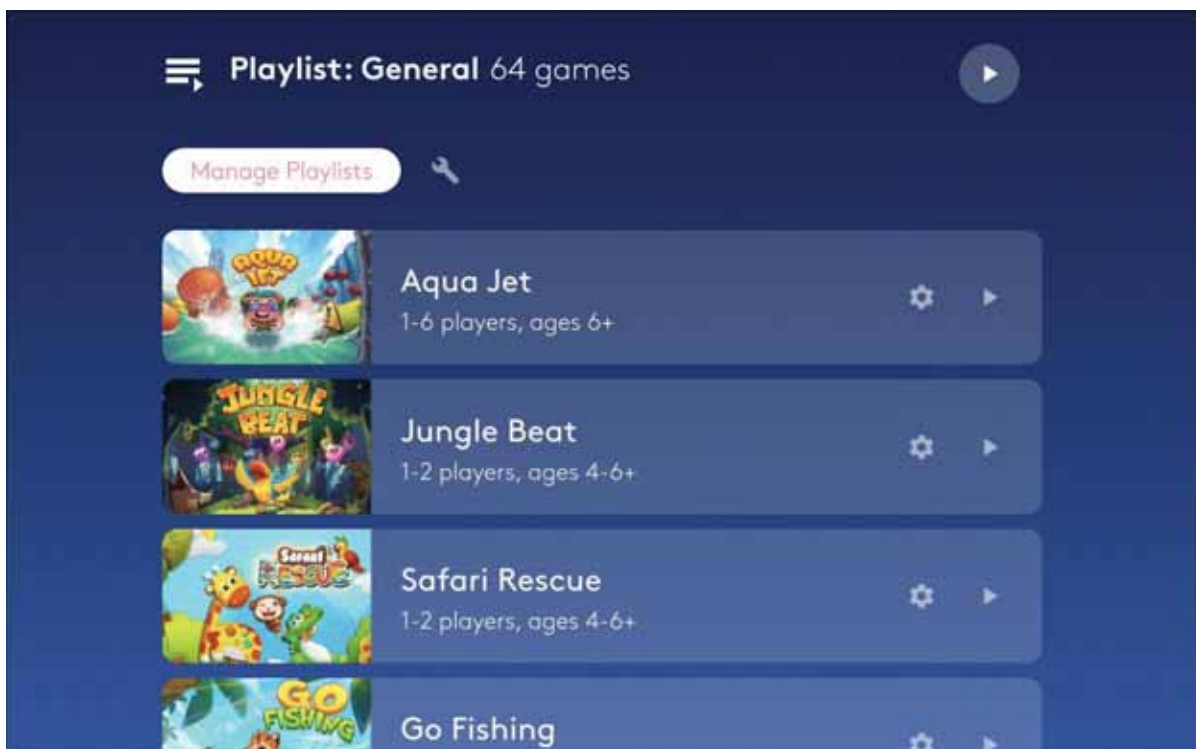 Playlist: General 64 games
Manage Playlists
AQUA
JET
Aqua Jet
1-6 players, ages 6+
JUNGLE
BEAT
Jungle Beat
1-2 players, ages 4-6+
Safari
RESCUE
Safari Rescue
1-2 players, ages 4-6+
GO
FISHING
Go Fishing